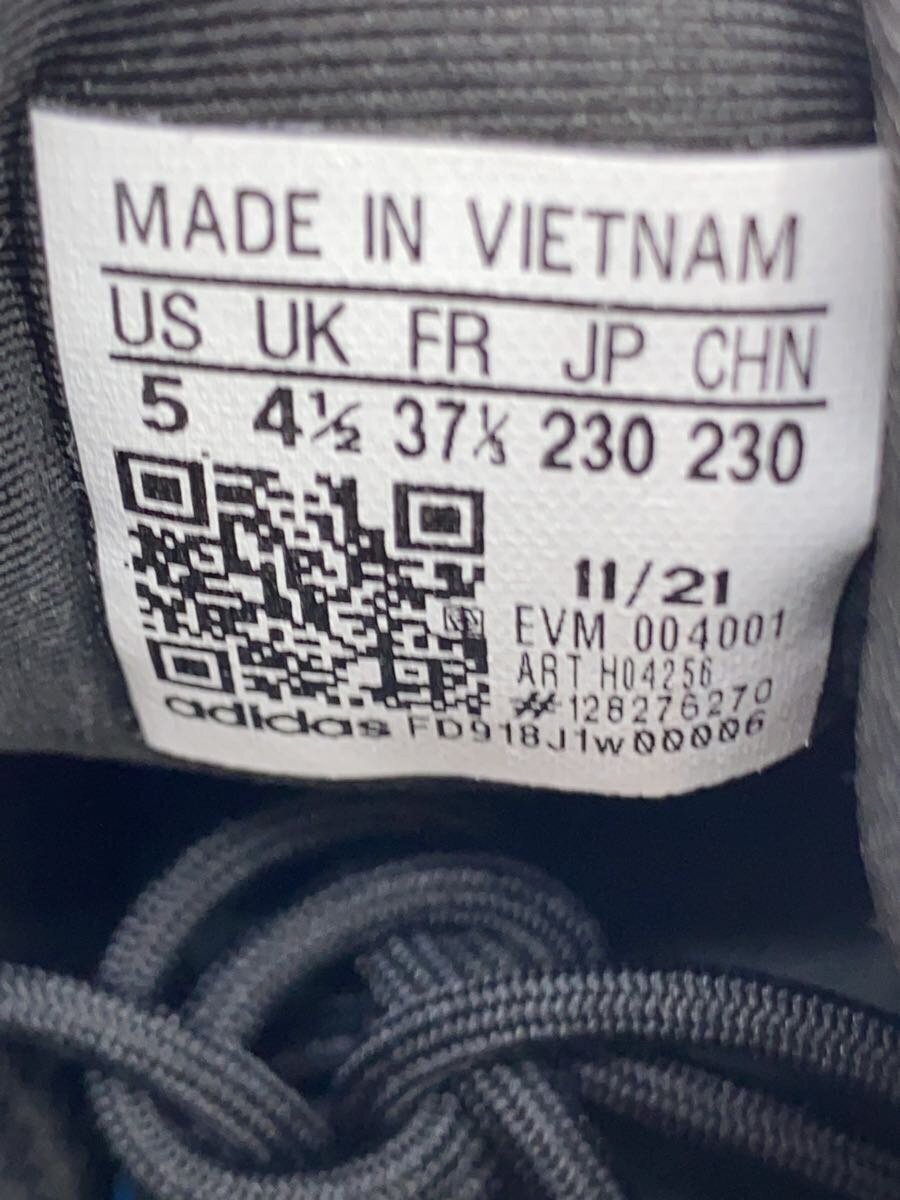 MADE IN VIETNAM
US UK FR JP CHN
5 4½ 37⅓ 230 230
11/21
EVM 004001
ART H04256
#128276270
adidas FD918J1w00006